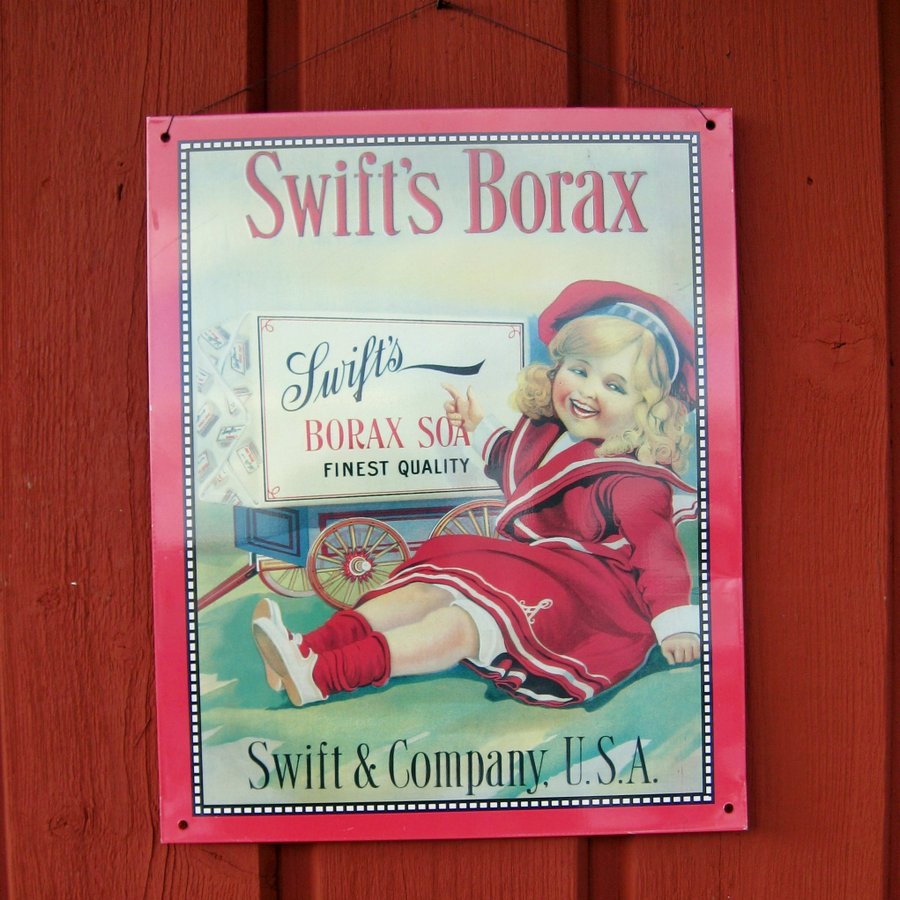 Swift's Borax
Swift's
BORAX SOA
FINEST QUALITY
Swift & Company, U.S.A.